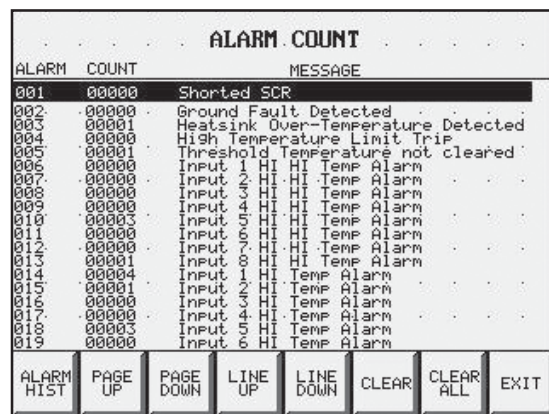 ALARM COUNT
ALARM COUNT MESSAGE
001 00000 Shorted SCR
002 00000 Ground Fault Detected
003 00001 Heatsink Over-Temperature Detected
004 00000 High Temperature Limit Trip
005 00001 Threshold Temperature not cleared
006 00000 Input 1 HI HI Temp Alarm
007 00000 Input 2 HI HI Temp Alarm
008 00000 Input 3 HI HI Temp Alarm
009 00000 Input 4 HI HI Temp Alarm
010 00003 Input 5 HI HI Temp Alarm
011 00000 Input 6 HI HI Temp Alarm
012 00000 Input 7 HI HI Temp Alarm
013 00001 Input 8 HI HI Temp Alarm
014 00004 Input 1 HI Temp Alarm
015 00001 Input 2 HI Temp Alarm
016 00000 Input 3 HI Temp Alarm
017 00000 Input 4 HI Temp Alarm
018 00003 Input 5 HI Temp Alarm
019 00000 Input 6 HI Temp Alarm
ALARM HIST PAGE UP PAGE DOWN LINE UP LINE DOWN CLEAR CLEAR ALL EXIT